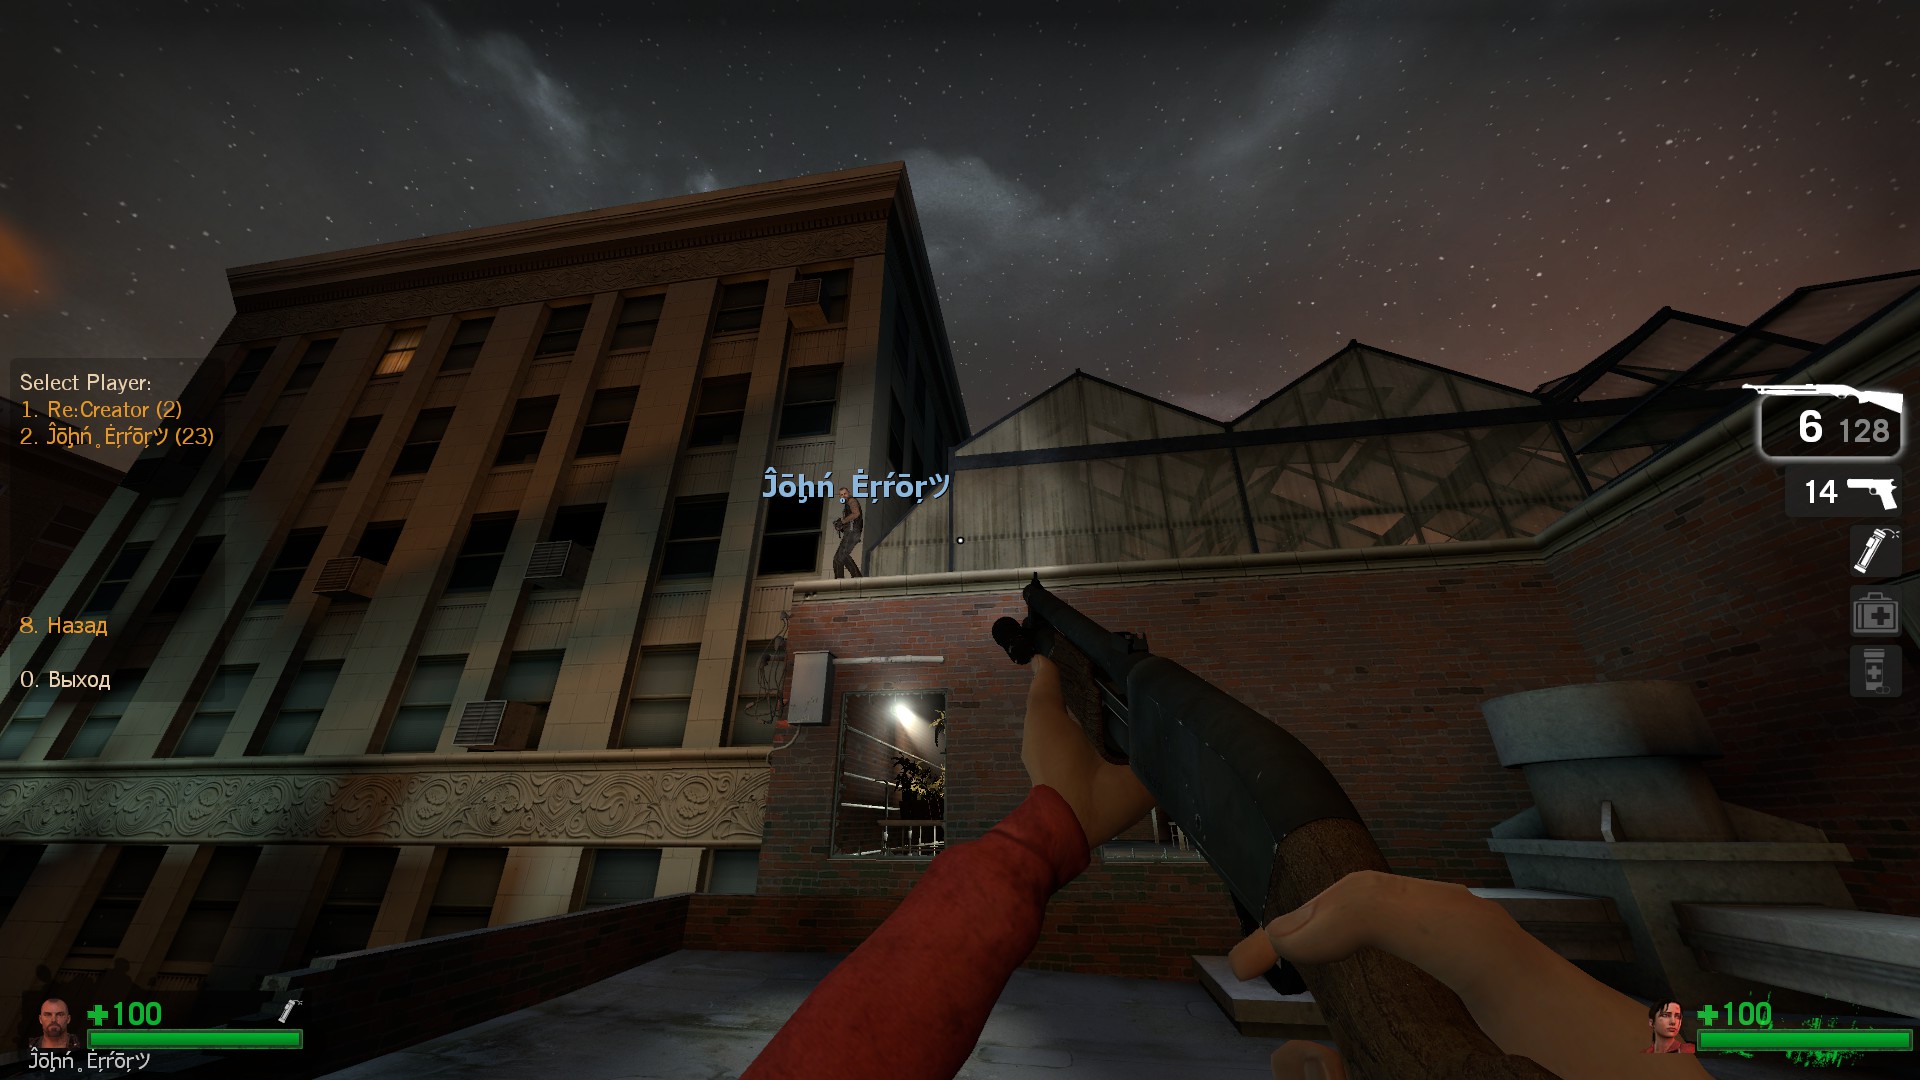 Select Player:
1. Re:Creator (2)
2. Ĵōḩń˳Ėŗŕōŗツ (23)
Ĵōḩń˳Ėŗŕōŗツ
6 128
14
8. Назад
0. Выход
+100
Ĵōḩń˳Ėŗŕōŗツ
+100